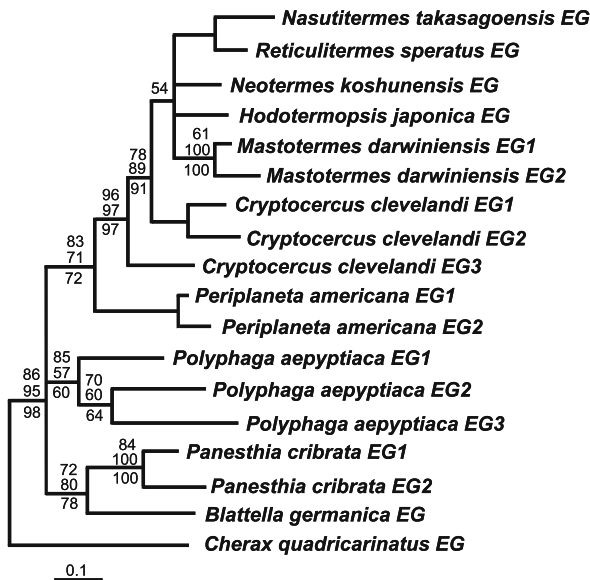 Nasutitermes takasagoensis EG
Reticulitermes speratus EG
Neotermes koshunensis EG
54
Hodotermopsis japonica EG
61
Mastotermes darwiniensis EG1
100
100
Mastotermes darwiniensis EG2
78
89
91
Cryptocercus clevelandi EG1
96
97
97
Cryptocercus clevelandi EG2
83
71
72
Cryptocercus clevelandi EG3
Periplaneta americana EG1
Periplaneta americana EG2
85
57
60
Polyphaga aepyptiaca EG1
86
95
98
70
60
64
Polyphaga aepyptiaca EG2
Polyphaga aepyptiaca EG3
84
100
100
Panesthia cribrata EG1
72
80
78
Panesthia cribrata EG2
Blattella germanica EG
Cherax quadricarinatus EG
0.1